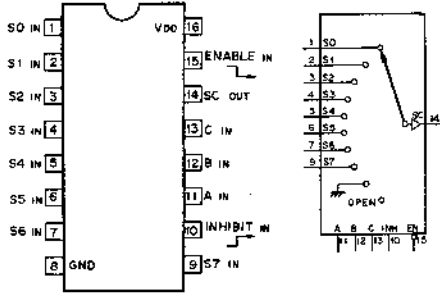 S0 IN 1
S1 IN 2
S2 IN 3
S3 IN 4
S4 IN 5
S5 IN 6
S6 IN 7
8 GND
VDD 16
15 ENABLE IN
14 SC OUT
13 C IN
12 B IN
11 A IN
10 INHIBIT IN
9 S7 IN
1 S0
2 S1
3 S2
4 S3
5 S4
6 S5
7 S6
9 S7
SC
14
OPEN
A B C INH EN
11 12 13 10 15